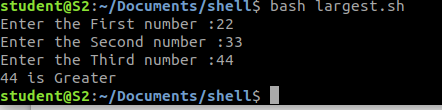 student@S2:~/Documents/shell$ bash largest.sh
Enter the First number :22
Enter the Second number :33
Enter the Third number :44
44 is Greater
student@S2:~/Documents/shell$